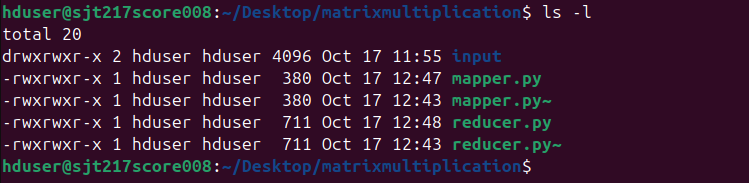 hduser@sjt217score008:~/Desktop/matrixmultiplication$ ls -l
total 20
drwxrwxr-x 2 hduser hduser 4096 Oct 17 11:55 input
-rwxrwxr-x 1 hduser hduser  380 Oct 17 12:47 mapper.py
-rwxrwxr-x 1 hduser hduser  380 Oct 17 12:43 mapper.py~
-rwxrwxr-x 1 hduser hduser  711 Oct 17 12:48 reducer.py
-rwxrwxr-x 1 hduser hduser  711 Oct 17 12:43 reducer.py~
hduser@sjt217score008:~/Desktop/matrixmultiplication$